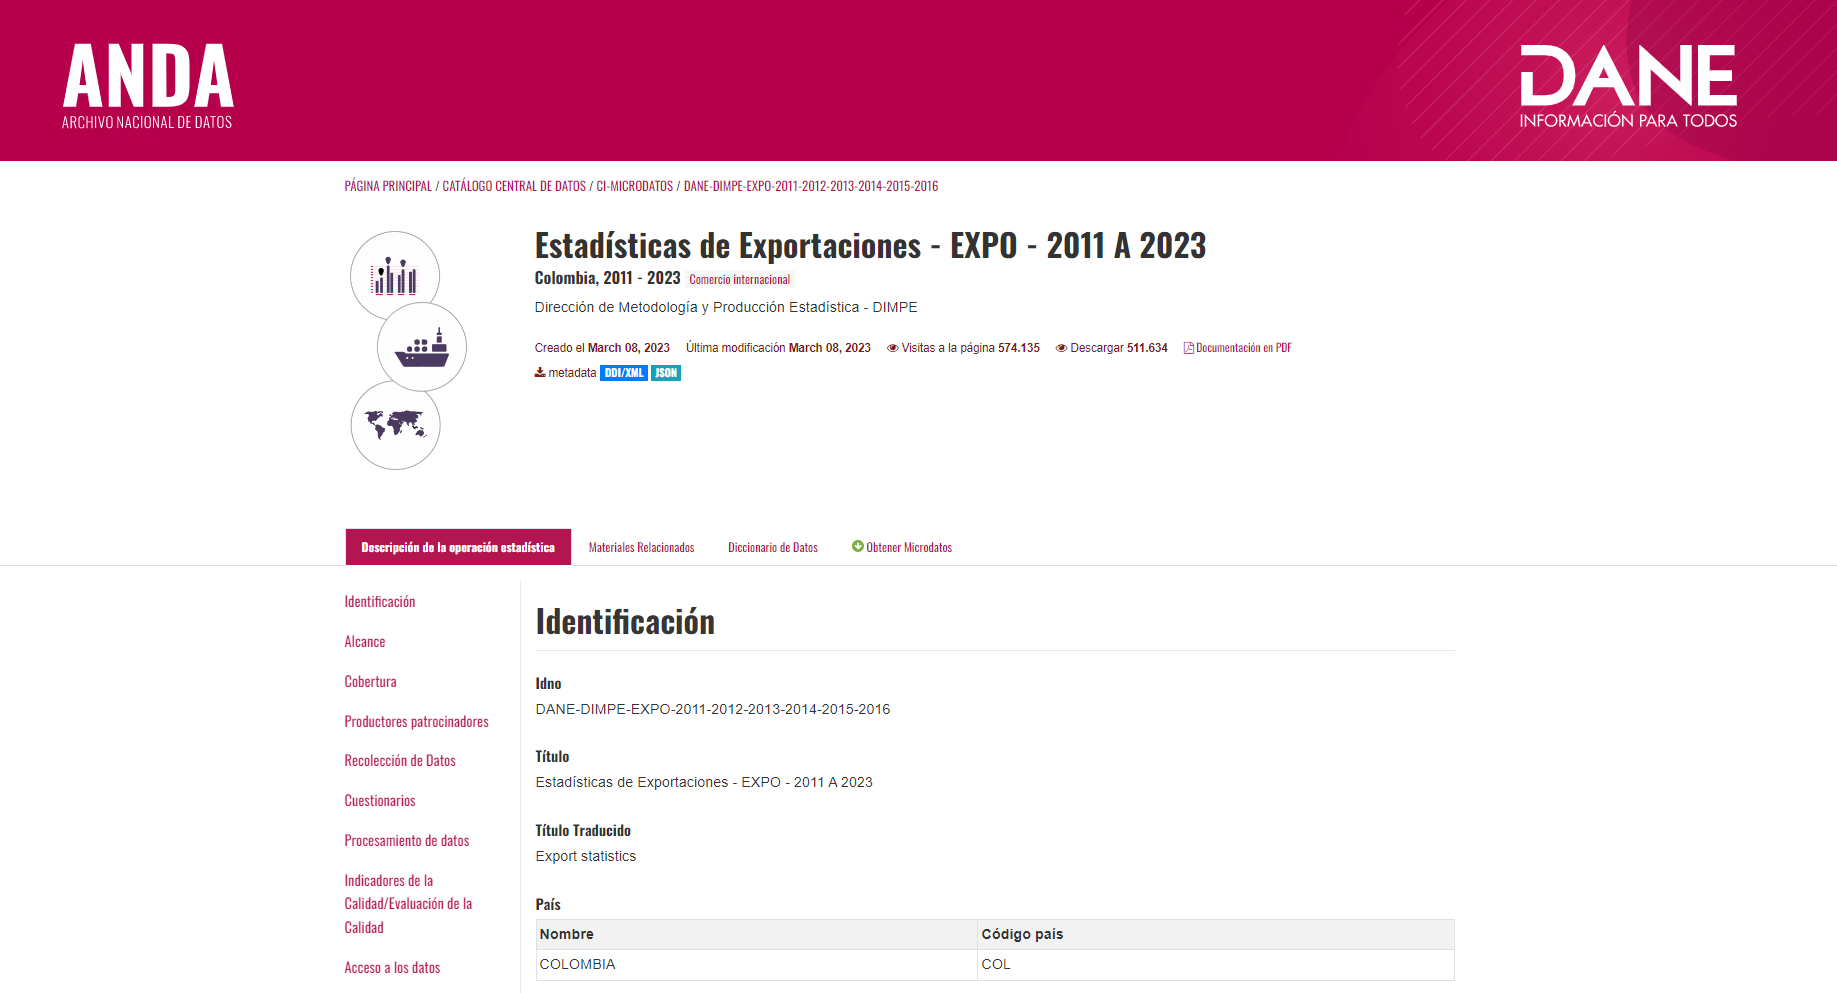 ANDA
ARCHIVO NACIONAL DE DATOS
DANE
INFORMACIÓN PARA TODOS
PÁGINA PRINCIPAL / CATÁLOGO CENTRAL DE DATOS / CI-MICRODATOS / DANE-DIMPE-EXPO-2011-2012-2013-2014-2015-2016
Estadísticas de Exportaciones - EXPO - 2011 A 2023
Colombia, 2011 - 2023 Comercio internacional
Dirección de Metodología y Producción Estadística - DIMPE
Creado el March 08, 2023 Última modificación March 08, 2023 Visitas a la página 574.135 Descargar 511.634 Documentación en PDF
metadata DDI/XML JSON
Descripción de la operación estadística Materiales Relacionados Diccionario de Datos Obtener Microdatos
Identificación
Alcance
Cobertura
Productores patrocinadores
Recolección de Datos
Cuestionarios
Procesamiento de datos
Indicadores de la
Calidad/Evaluación de la
Calidad
Acceso a los datos
Identificación
Idno
DANE-DIMPE-EXPO-2011-2012-2013-2014-2015-2016
Título
Estadísticas de Exportaciones - EXPO - 2011 A 2023
Título Traducido
Export statistics
País
Nombre Código país
COLOMBIA COL